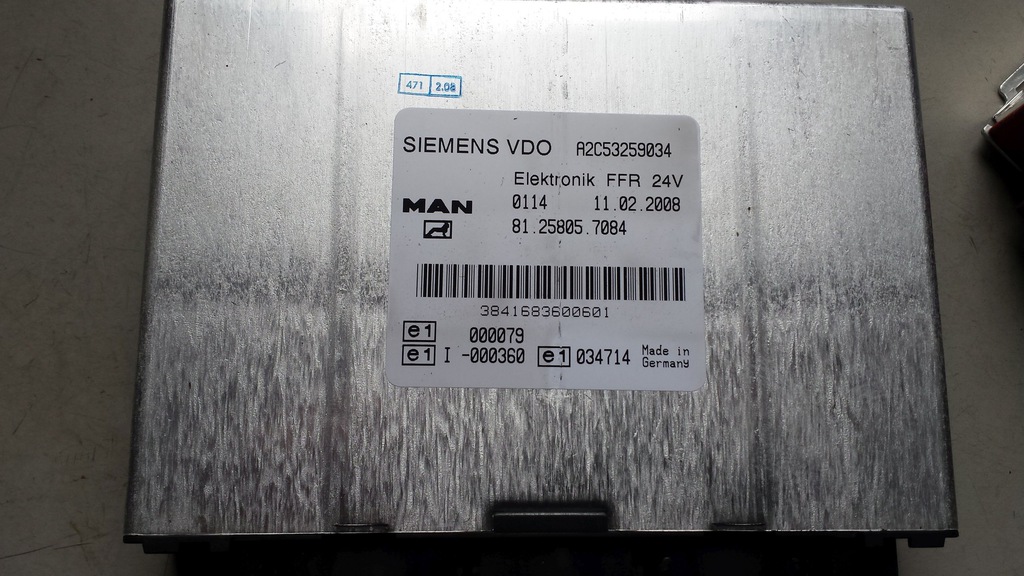 471 2.08
SIEMENS VDO A2C53259034
Elektronik FFR 24V
MAN 0114 11.02.2008
81.25805.7084
3841683600601
e1 000079
e1 I -000360 e1 034714 Made in
Germany